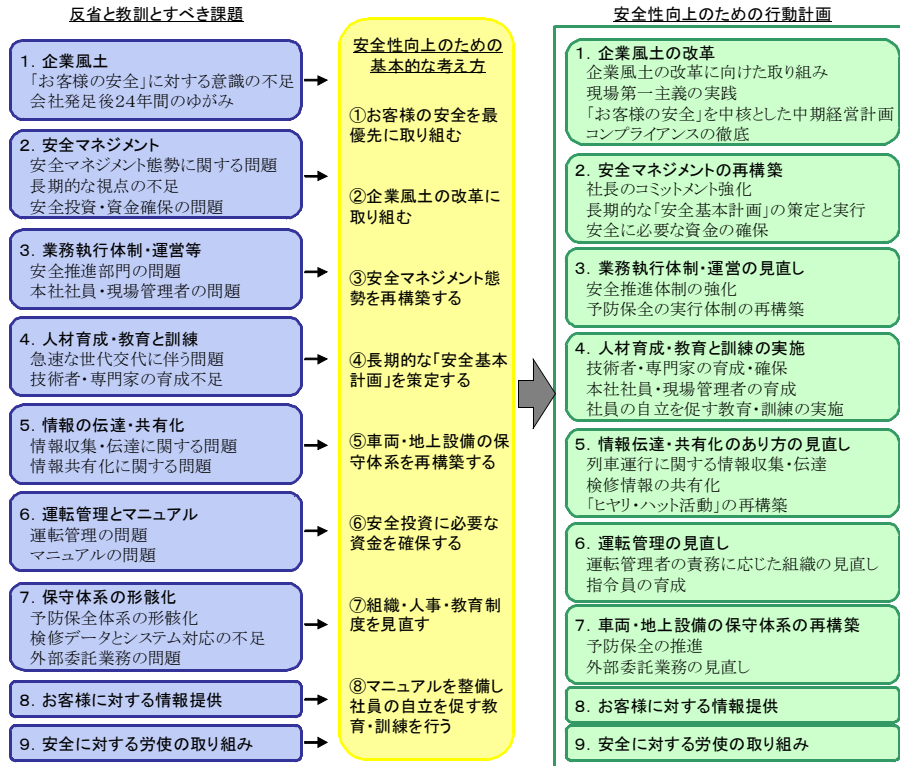 反省と教訓とすべき課題
1. 企業風土
「お客様の安全」に対する意識の不足
会社発足後24年間のゆがみ
2. 安全マネジメント
安全マネジメント態勢に関する問題
長期的な視点の不足
安全投資・資金確保の問題
3. 業務執行体制・運営等
安全推進部門の問題
本社社員・現場管理者の問題
4. 人材育成・教育と訓練
急速な世代交代に伴う問題
技術者・専門家の育成不足
5. 情報の伝達・共有化
情報収集・伝達に関する問題
情報共有化に関する問題
6. 運転管理とマニュアル
運転管理の問題
マニュアルの問題
7. 保守体系の形骸化
予防保全体系の形骸化
検修データとシステム対応の不足
外部委託業務の問題
8. お客様に対する情報提供
9. 安全に対する労使の取り組み
安全性向上のための
基本的な考え方
①お客様の安全を最
優先に取り組む
②企業風土の改革に
取り組む
③安全マネジメント態
勢を再構築する
④長期的な「安全基本
計画」を策定する
⑤車両・地上設備の保
守体系を再構築する
⑥安全投資に必要な
資金を確保する
⑦組織・人事・教育制
度を見直す
⑧マニュアルを整備し
社員の自立を促す教
育・訓練を行う
安全性向上のための行動計画
1. 企業風土の改革
企業風土の改革に向けた取り組み
現場第一主義の実践
「お客様の安全」を中核とした中期経営計画
コンプライアンスの徹底
2. 安全マネジメントの再構築
社長のコミットメント強化
長期的な「安全基本計画」の策定と実行
安全に必要な資金の確保
3. 業務執行体制・運営の見直し
安全推進体制の強化
予防保全の実行体制の再構築
4. 人材育成・教育と訓練の実施
技術者・専門家の育成・確保
本社社員・現場管理者の育成
社員の自立を促す教育・訓練の実施
5. 情報伝達・共有化のあり方の見直し
列車運行に関する情報収集・伝達
検修情報の共有化
「ヒヤリ・ハット活動」の再構築
6. 運転管理の見直し
運転管理者の責務に応じた組織の見直し
指令員の育成
7. 車両・地上設備の保守体系の再構築
予防保全の推進
外部委託業務の見直し
8. お客様に対する情報提供
9. 安全に対する労使の取り組み